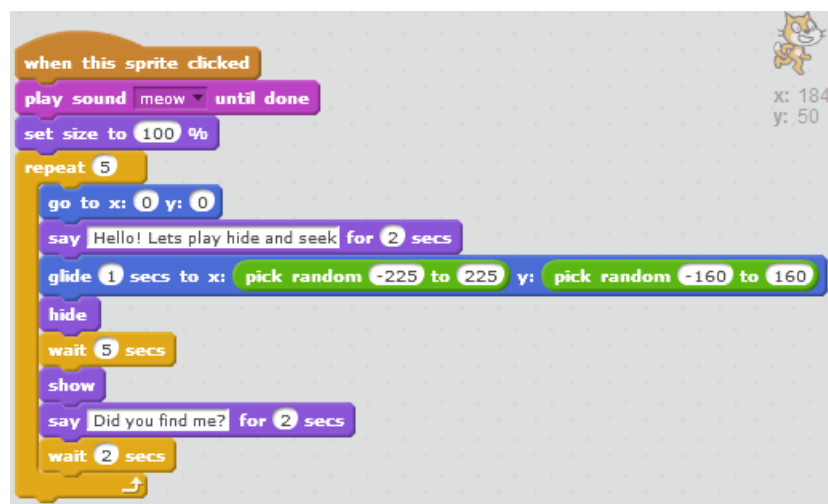 when this sprite clicked
play sound meow until done
set size to 100 %
repeat 5
go to x: 0 y: 0
say Hello! Lets play hide and seek for 2 secs
glide 1 secs to x: pick random -225 to 225 y: pick random -160 to 160
hide
wait 5 secs
show
say Did you find me? for 2 secs
wait 2 secs
x: 184
y: 50